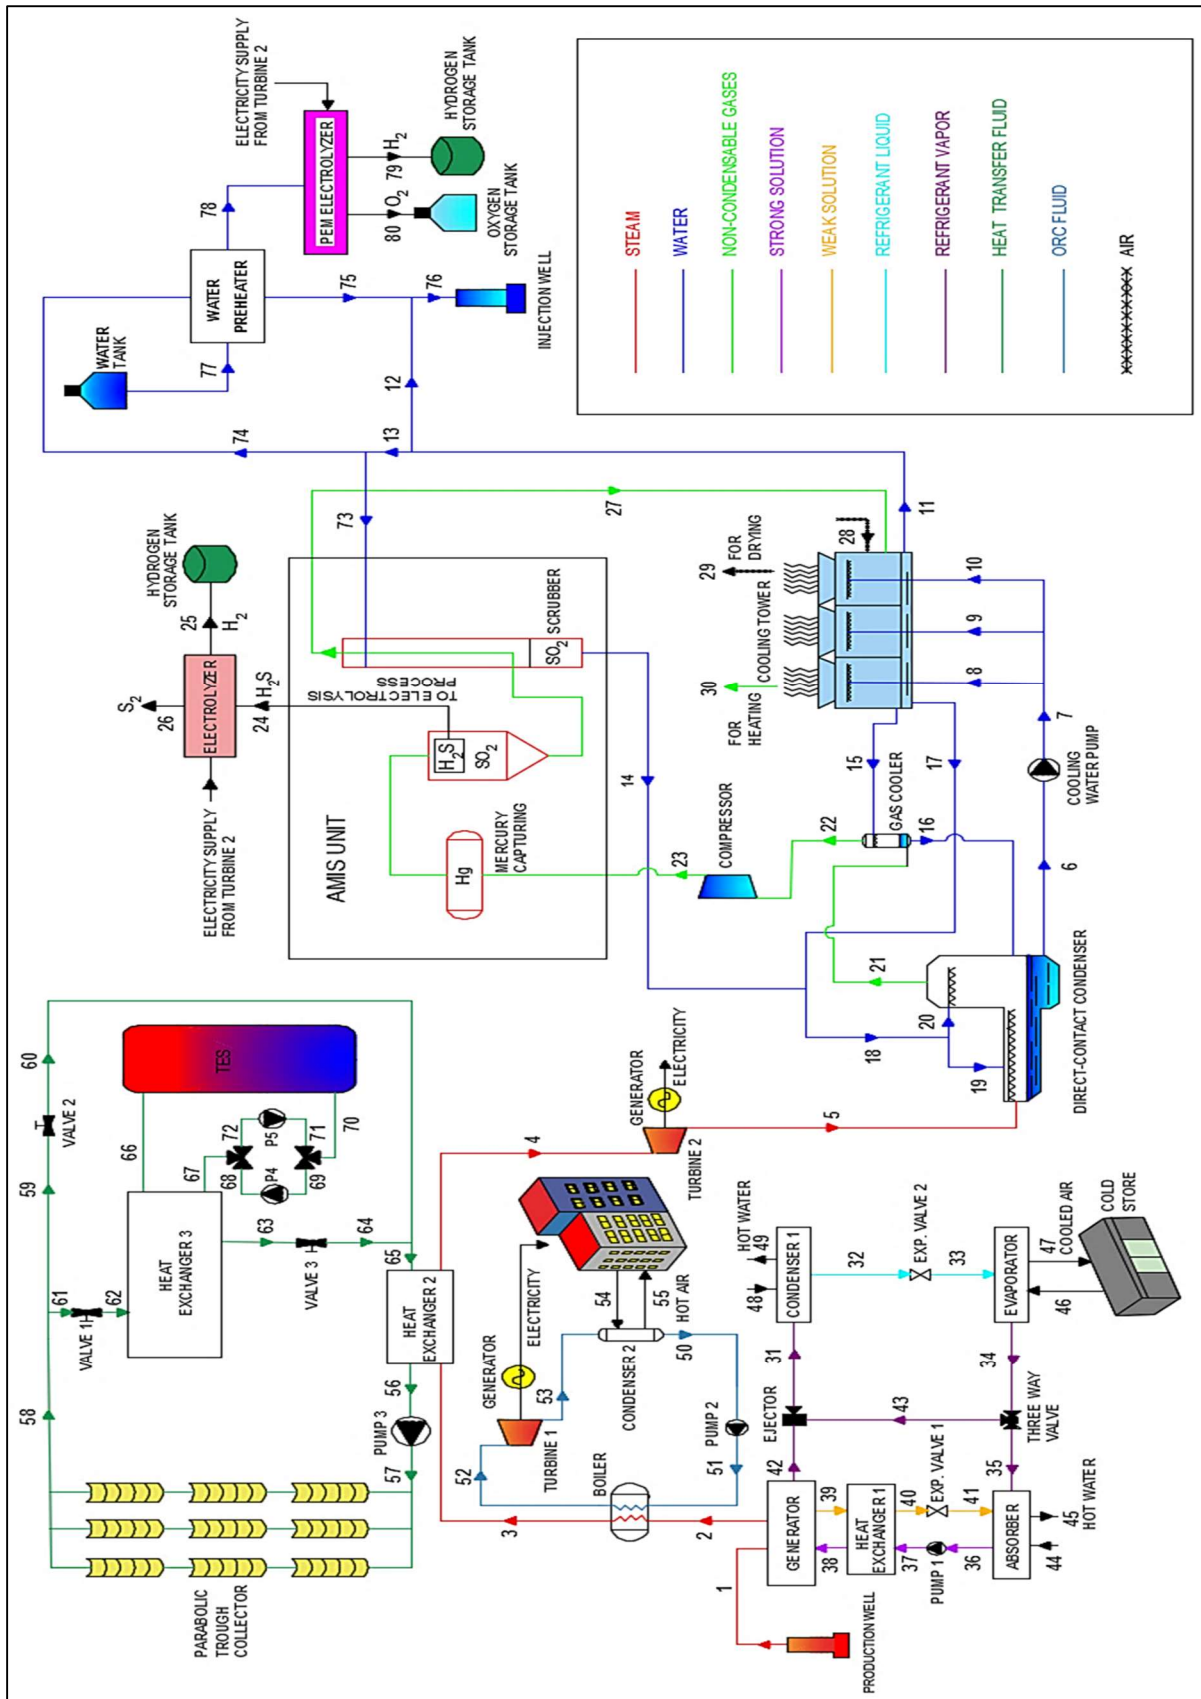 PARABOLIC
TROUGH
COLLECTOR
58
61
VALVE 1
62
HEAT
EXCHANGER 3
59
VALVE 2
60
66
TES
67
72
P5
68
P4
69
71
70
63
VALVE 3
64
65
HEAT
EXCHANGER 2
56
PUMP 3
57
PRODUCTION WELL
1
2
3
4
5
BOILER
52
TURBINE 1
GENERATOR
ELECTRICITY
53
54
55
HOT AIR
CONDENSER 2
50
PUMP 2
51
TURBINE 2
GENERATOR
ELECTRICITY
GENERATOR
42
EJECTOR
31
CONDENSER 1
48
49
HOT WATER
32
EXP. VALVE 2
33
EVAPORATOR
46
47
COOLED AIR
COLD
STORE
34
THREE WAY
VALVE
43
35
39
38
HEAT
EXCHANGER 1
40
37
EXP. VALVE 1
PUMP 1
41
36
ABSORBER
44
45
HOT WATER
ELECTRICITY SUPPLY
FROM TURBINE 2
ELECTROLYZER
S2
26
24
H2S
25
H2
HYDROGEN
STORAGE TANK
AMIS UNIT
Hg
MERCURY
CAPTURING
H2S
SO2
TO ELECTROLYSIS
PROCESS
SO2
SCRUBBER
73
27
14
23
COMPRESSOR
22
GAS COOLER
15
16
17
21
18
19
20
DIRECT-CONTACT CONDENSER
6
COOLING
WATER PUMP
7
8
9
10
11
FOR
HEATING
30
COOLING TOWER
29
FOR
DRYING
28
13
12
74
WATER
TANK
77
WATER
PREHEATER
78
75
76
INJECTION WELL
ELECTRICITY SUPPLY
FROM TURBINE 2
PEM ELECTROLYZER
80
O2
79
H2
OXYGEN
STORAGE TANK
HYDROGEN
STORAGE TANK
STEAM
WATER
NON-CONDENSABLE GASES
STRONG SOLUTION
WEAK SOLUTION
REFRIGERANT LIQUID
REFRIGERANT VAPOR
HEAT TRANSFER FLUID
ORC FLUID
AIR